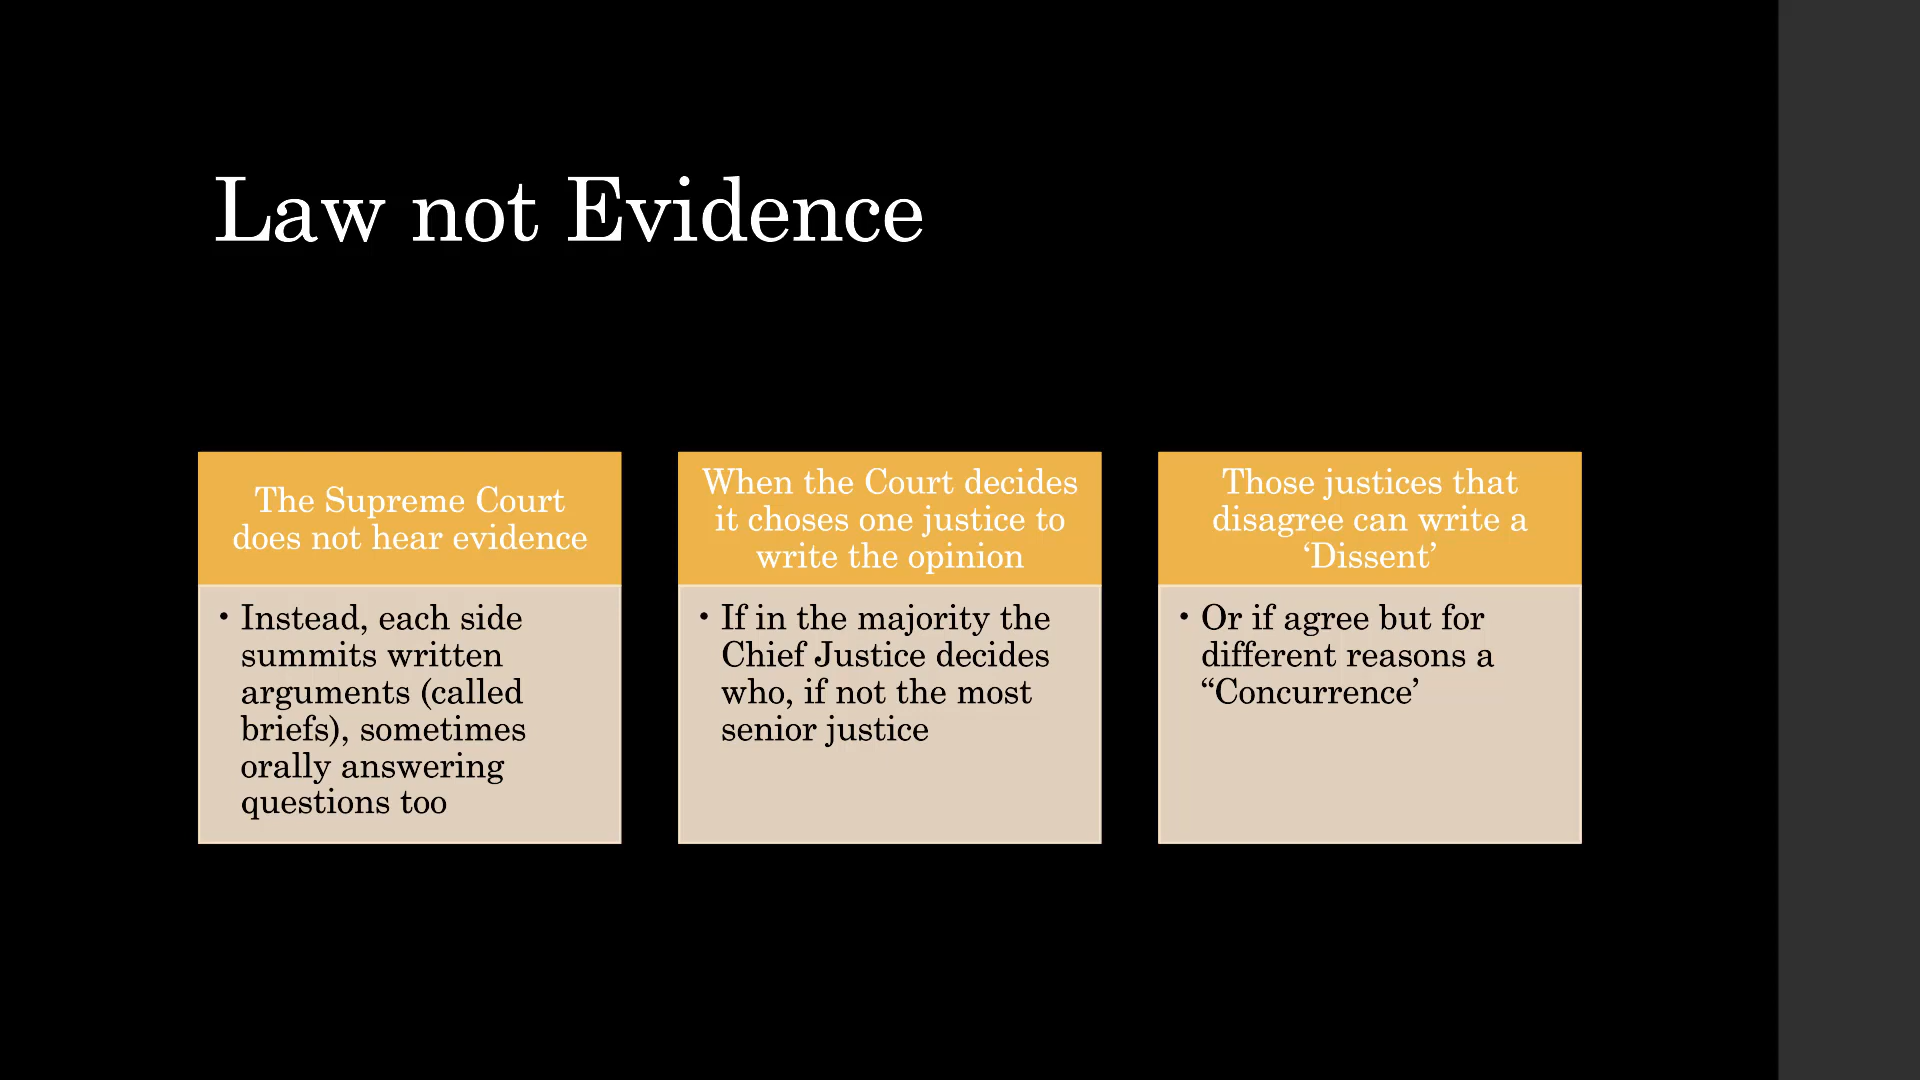 Law not Evidence
The Supreme Court
does not hear evidence
• Instead, each side
summits written
arguments (called
briefs), sometimes
orally answering
questions too
When the Court decides
it choses one justice to
write the opinion
• If in the majority the
Chief Justice decides
who, if not the most
senior justice
Those justices that
disagree can write a
‘Dissent’
• Or if agree but for
different reasons a
“Concurrence’